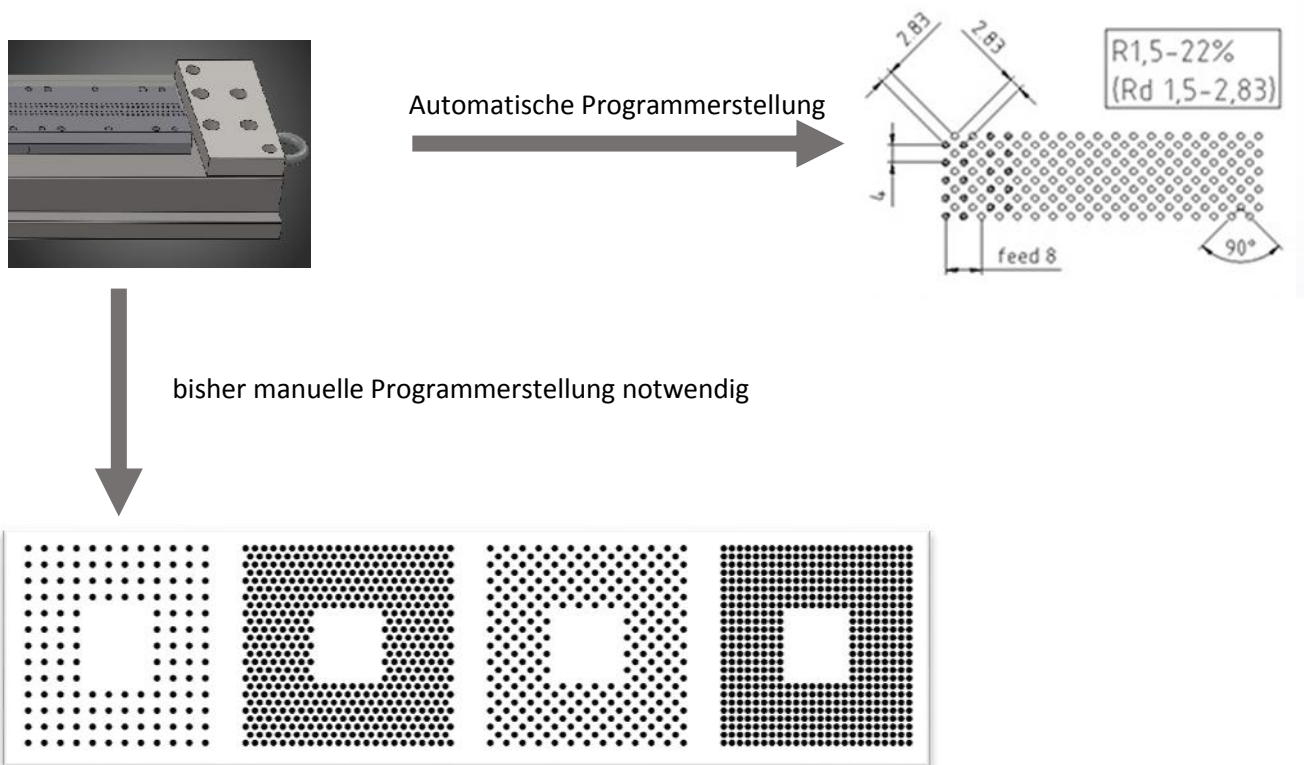 2.83
2.83
R1,5-22%
(Rd 1,5-2,83)
Automatische Programmerstellung
4
feed 8
90°
bisher manuelle Programmerstellung notwendig